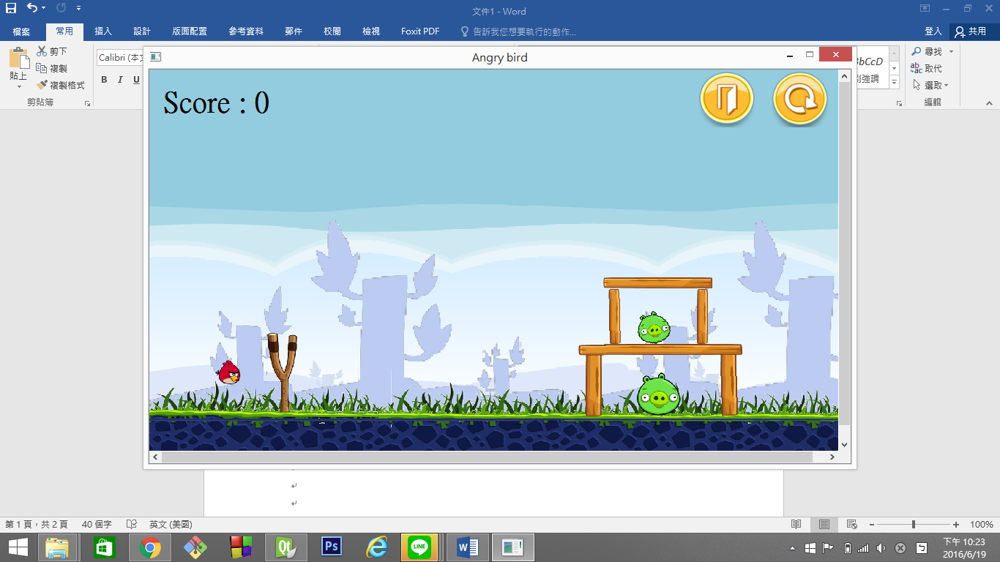 文件1 - Word
檔案 常用 插入 設計 版面配置 參考資料 郵件 校閱 檢視 Foxit PDF 告訴我您想要執行的動作... 登入 共用
貼上
剪下
複製
複製格式
剪貼簿
Calibri (本文
B I U
Angry bird
Score : 0
BbCcD
尋找
取代
選取
編輯
第 1 頁，共 2 頁 40 個字 英文 (美國) 100%
Qt Ps LINE
下午 10:23
2016/6/19